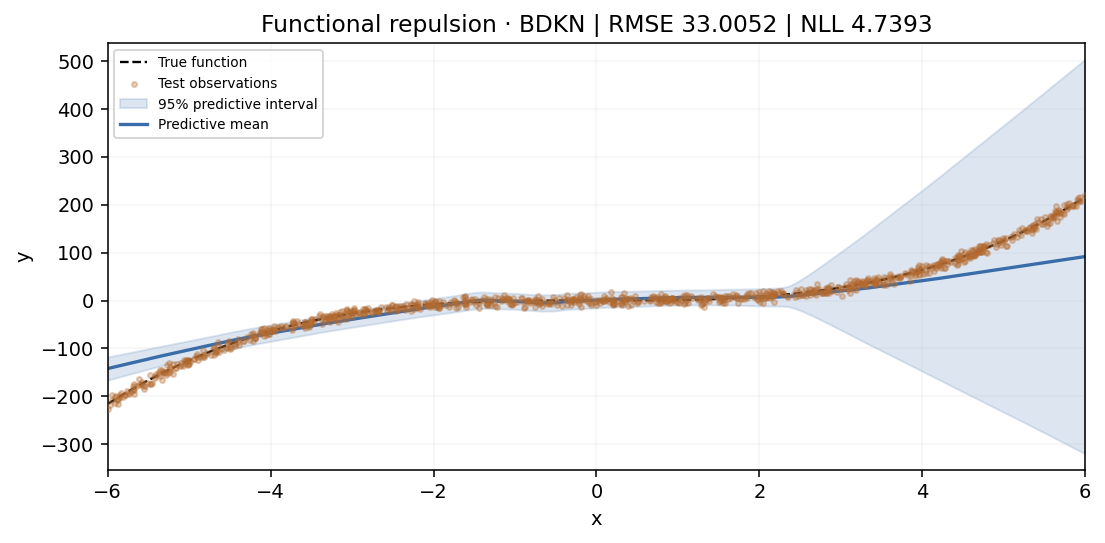 Functional repulsion · BDKN | RMSE 33.0052 | NLL 4.7393
True function
Test observations
95% predictive interval
Predictive mean
500
400
300
200
100
0
−100
−200
−300
y
−6
−4
−2
0
2
4
6
x